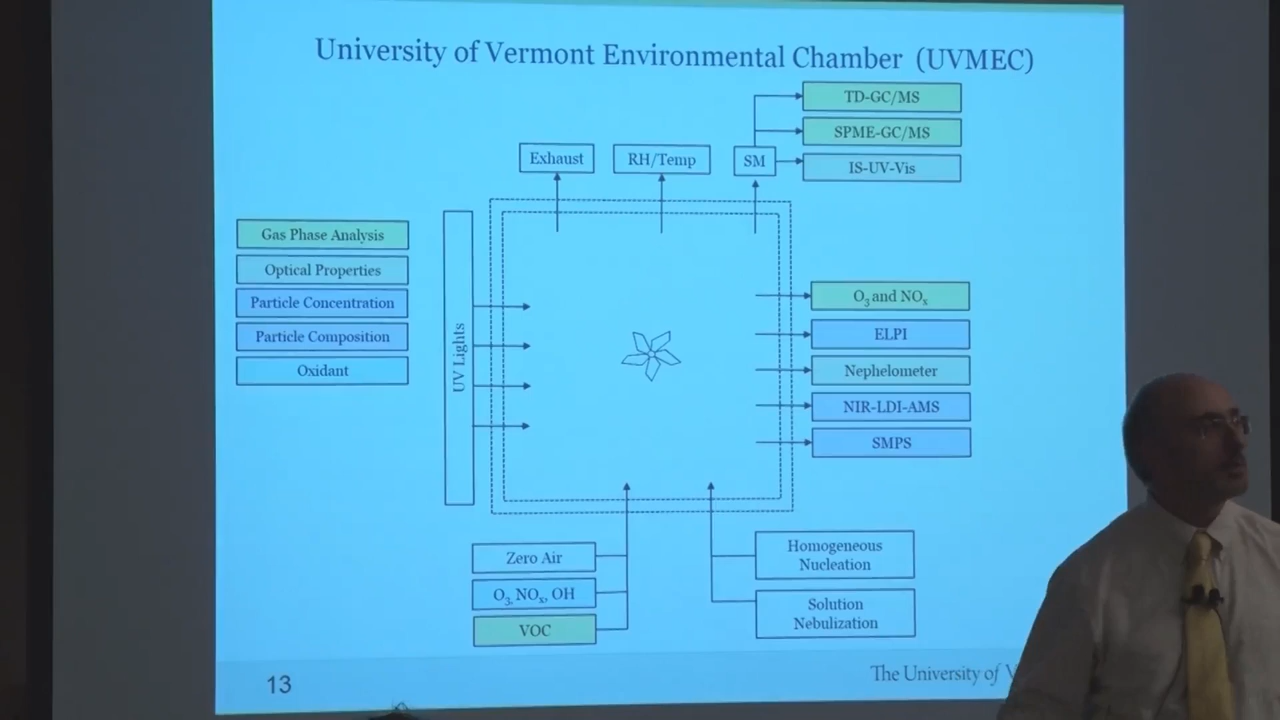 University of Vermont Environmental Chamber (UVMEC)
TD-GC/MS
SPME-GC/MS
Exhaust
RH/Temp
SM
IS-UV-Vis
Gas Phase Analysis
Optical Properties
Particle Concentration
Particle Composition
Oxidant
UV Lights
O₃ and NOₓ
ELPI
Nephelometer
NIR-LDI-AMS
SMPS
Zero Air
O₃, NOₓ, OH
VOC
Homogeneous
Nucleation
Solution
Nebulization
13
The University of